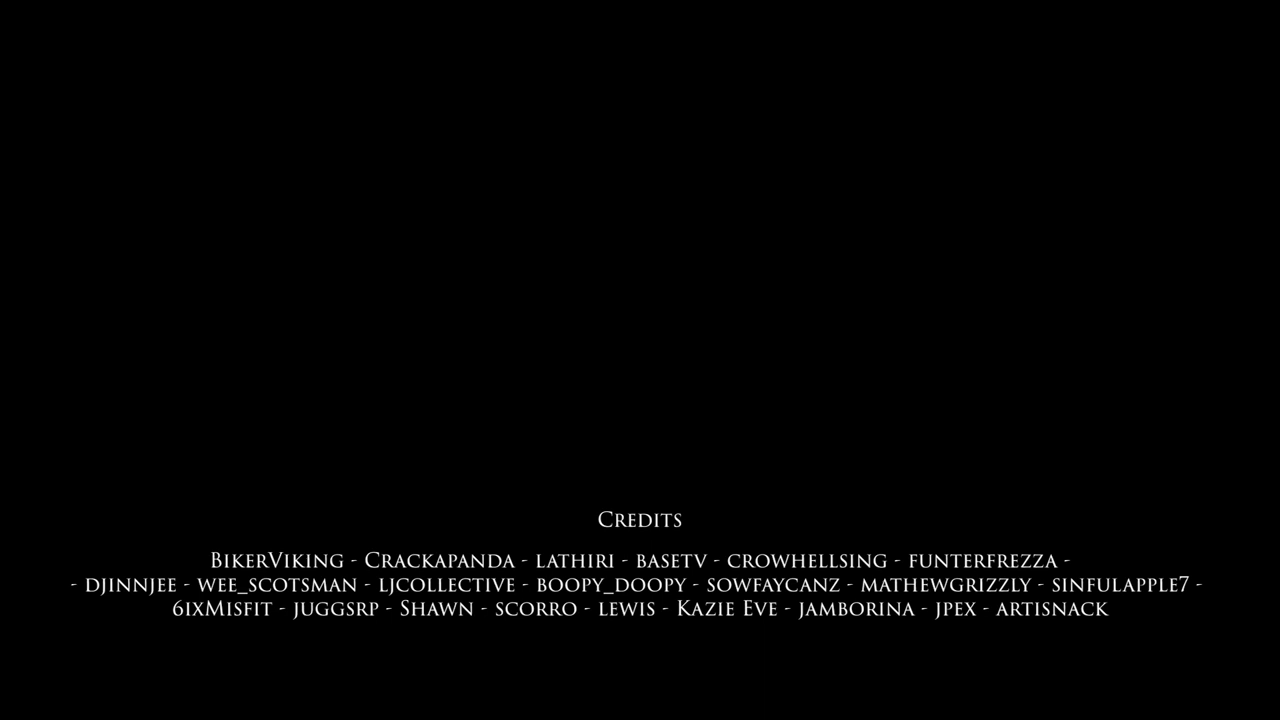 Credits
BikerViking - Crackapanda - lathiri - basetv - crowhellsing - funterfrezza -
- djinnjee - wee_scotsman - ljcollective - boopy_doopy - sowfaycanz - mathewgrizzly - sinfulapple7 -
6ixMisfit - juggsrp - Shawn - scorro - lewis - Kazie Eve - jamborina - jpex - artisnack